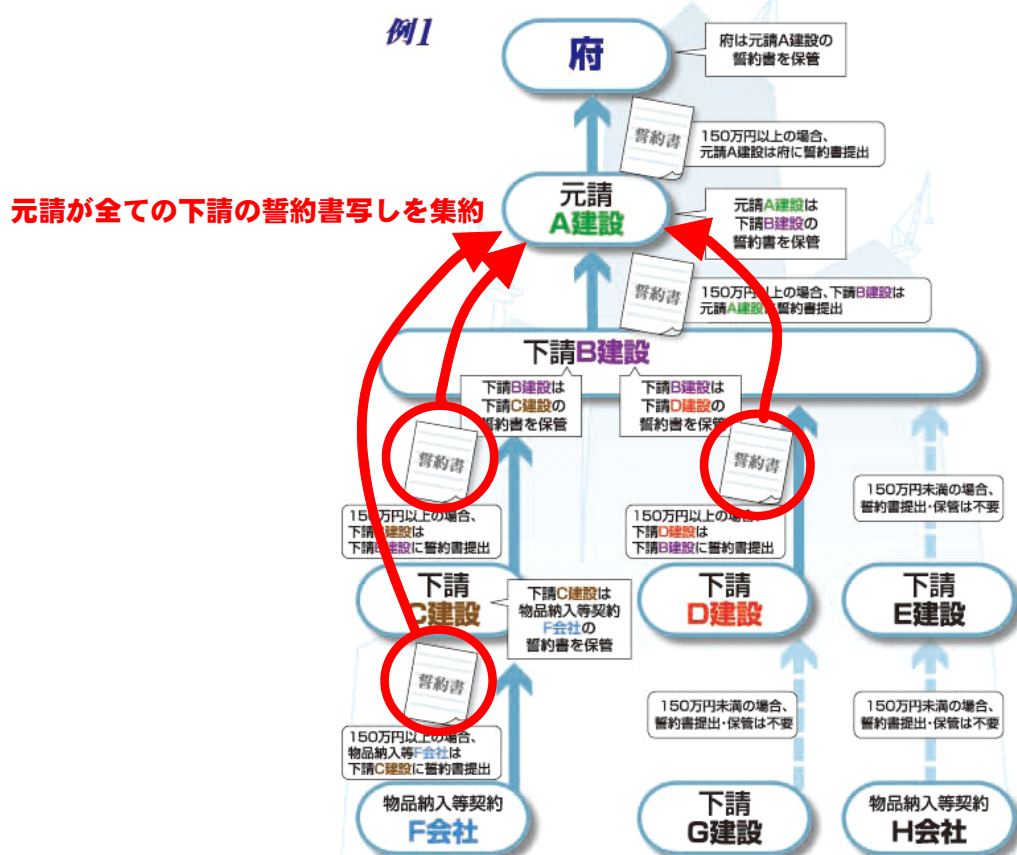 例1
府
府は元請A建設の
誓約書を保管
誓約書
150万円以上の場合、
元請A建設は府に誓約書提出
元請が全ての下請の誓約書写しを集約
元請
A建設
元請A建設は
下請B建設の
誓約書を保管
誓約書
150万円以上の場合、下請B建設は
元請A建設に誓約書提出
下請B建設
下請B建設は
下請C建設の
誓約書を保管
下請B建設は
下請D建設の
誓約書を保管
誓約書
誓約書
150万円以上の場合、
下請C建設は
下請B建設に誓約書提出
150万円以上の場合、
下請D建設は
下請B建設に誓約書提出
150万円未満の場合、
誓約書提出・保管は不要
下請
C建設
下請C建設は
物品納入等契約
F会社の
誓約書を保管
下請
D建設
下請
E建設
誓約書
150万円以上の場合、
物品納入等F会社は
下請C建設に誓約書提出
150万円未満の場合、
誓約書提出・保管は不要
150万円未満の場合、
誓約書提出・保管は不要
物品納入等契約
F会社
下請
G建設
物品納入等契約
H会社